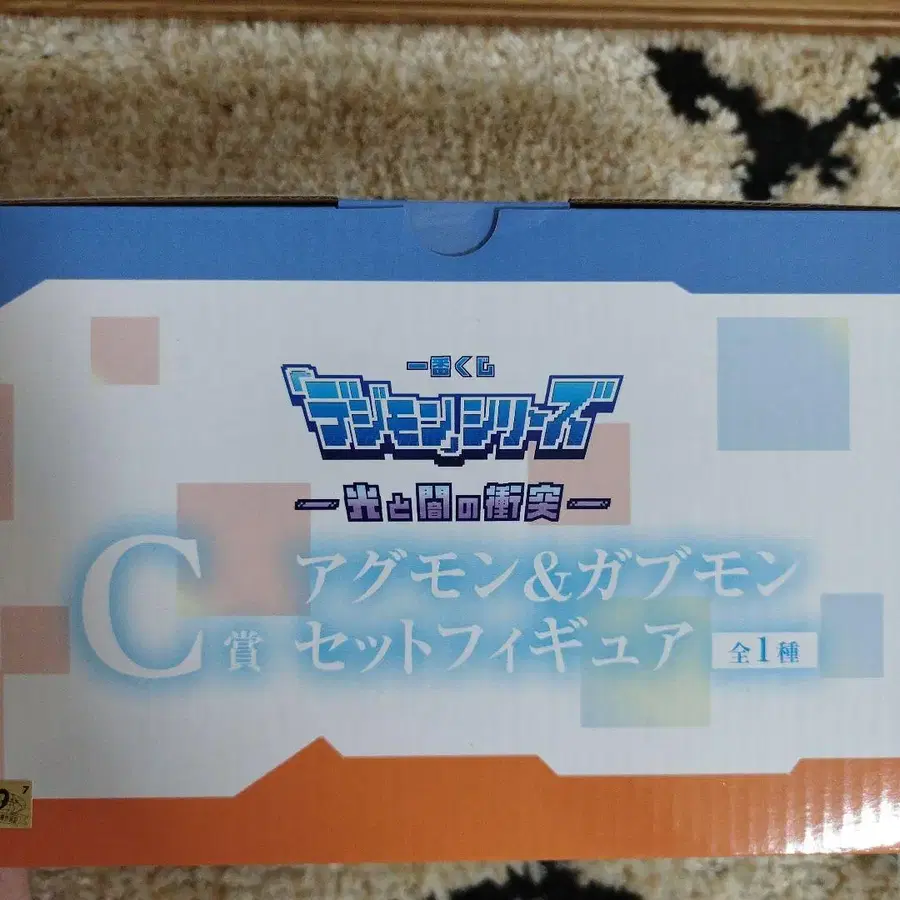 一番くじ
デジモンシリーズ
ー光と闇の衝突ー
C賞
アグモン&ガブモン
セットフィギュア 全1種
7